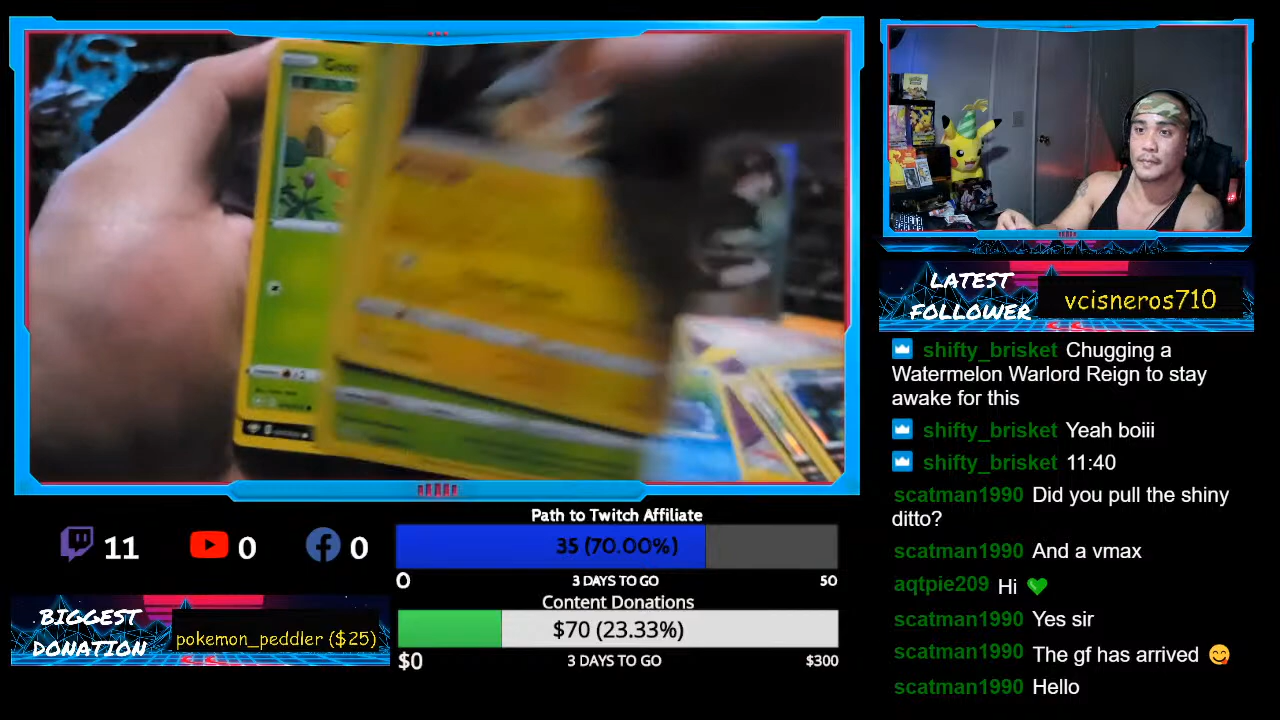 Goss
LATEST
FOLLOWER
vcisneros710
shifty_brisket Chugging a
Watermelon Warlord Reign to stay
awake for this
shifty_brisket Yeah boiii
shifty_brisket 11:40
scatman1990 Did you pull the shiny
ditto?
scatman1990 And a vmax
aqtpie209 Hi 💚
scatman1990 Yes sir
scatman1990 The gf has arrived 😋
scatman1990 Hello
11
0
0
Path to Twitch Affiliate
35 (70.00%)
0
3 DAYS TO GO
50
BIGGEST
DONATION
pokemon_peddler ($25)
Content Donations
$70 (23.33%)
$0
3 DAYS TO GO
$300